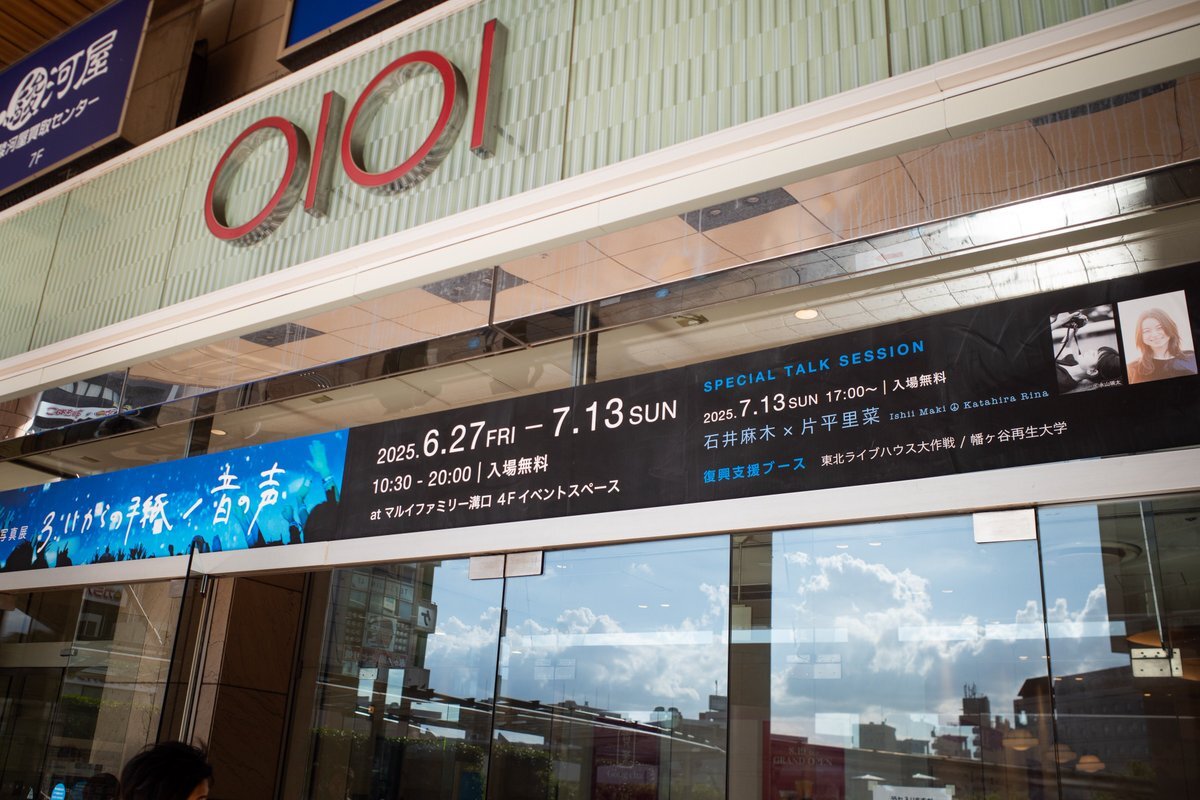 駿河屋
駿河屋買取センター
7F
OIOI
写真展
3.11からの手紙/音の声
2025.6.27FRI – 7.13SUN
10:30 - 20:00 | 入場無料
at マルイファミリー溝口 4Fイベントスペース
SPECIAL TALK SESSION
2025.7.13SUN 17:00〜 | 入場無料
石井麻木 × 片平里菜 Ishii Maki Katahira Rina
復興支援ブース 東北ライブハウス大作戦 / 幡ヶ谷再生大学
GRAND OPEN